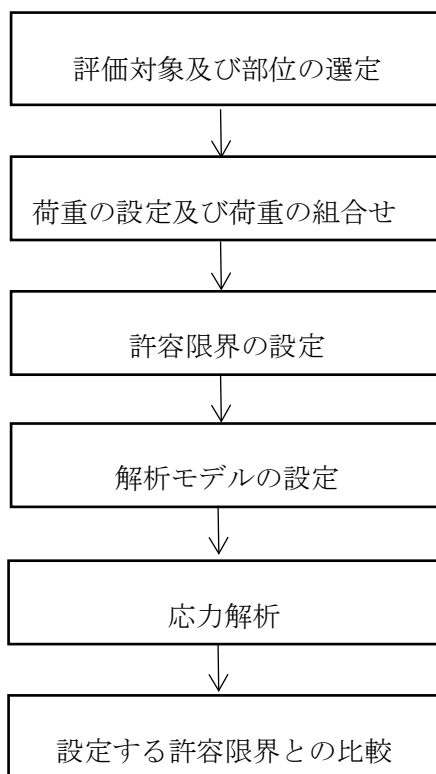 評価対象及び部位の選定
荷重の設定及び荷重の組合せ
許容限界の設定
解析モデルの設定
応力解析
設定する許容限界との比較